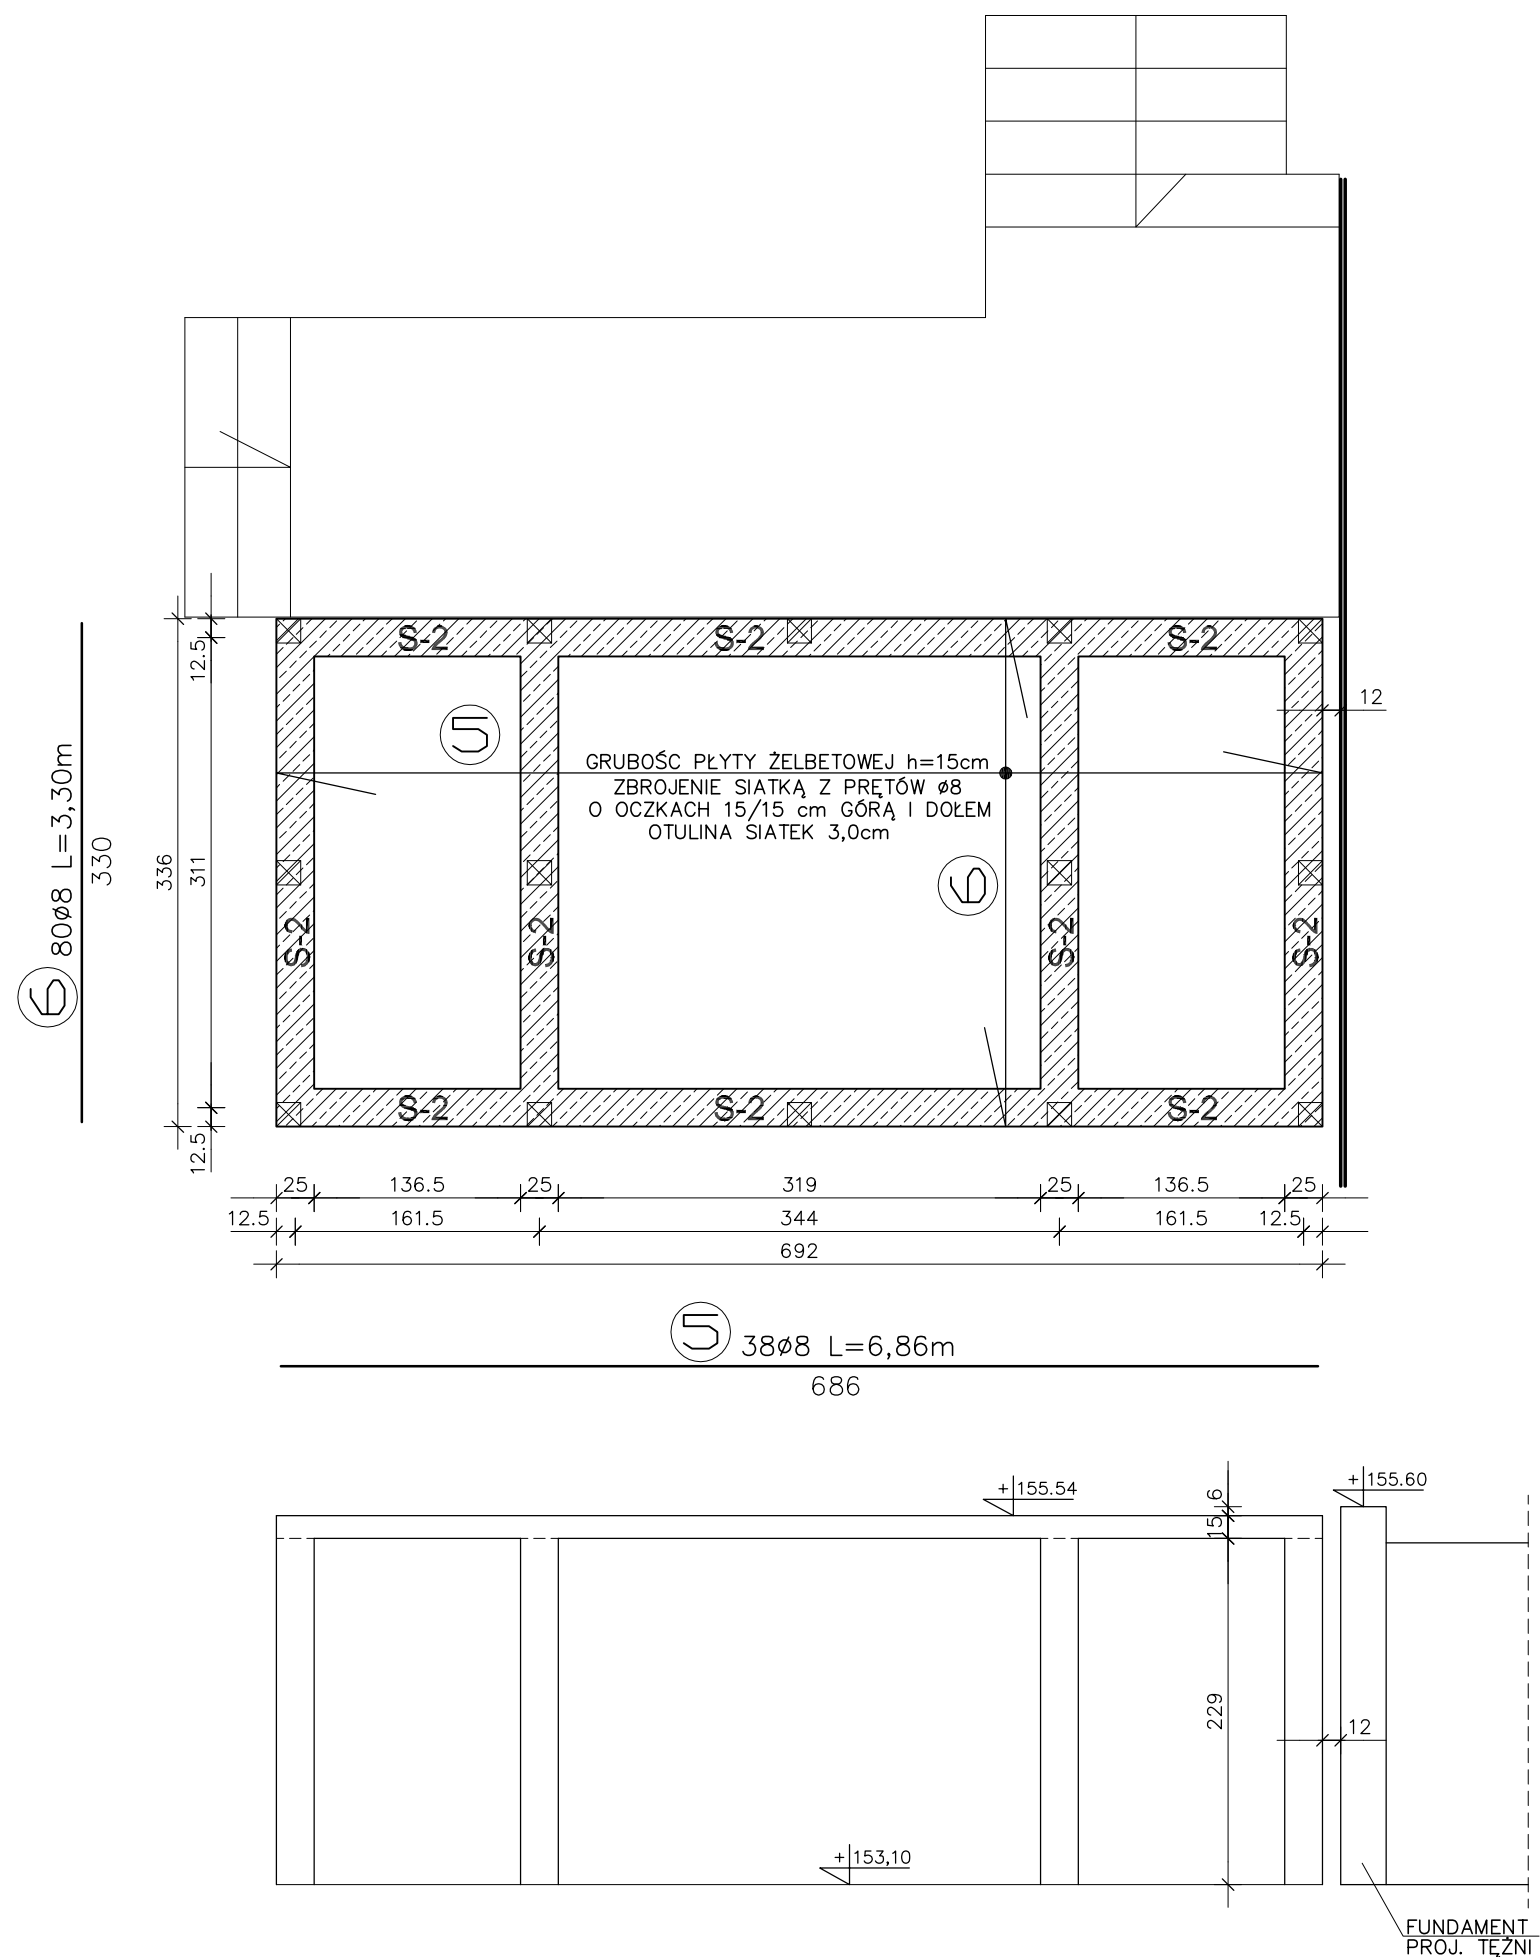 S-2
S-2
S-2
12.5
12
5
GRUBOŚC PŁYTY ŻELBETOWEJ h=15cm
ZBROJENIE SIATKĄ Z PRĘTÓW ø8
O OCZKACH 15/15 cm GÓRĄ I DOŁEM
OTULINA SIATEK 3,0cm
6 80ø8 L=3,30m
330
336
311
6
S-2
S-2
S-2
S-2
S-2
S-2
S-2
12.5
25
136.5
25
319
25
136.5
25
12.5
161.5
344
161.5
12.5
692
5 38ø8 L=6,86m
686
+155.54
6
15
+155.60
229
12
+153,10
FUNDAMENT
PROJ. TĘŻNI